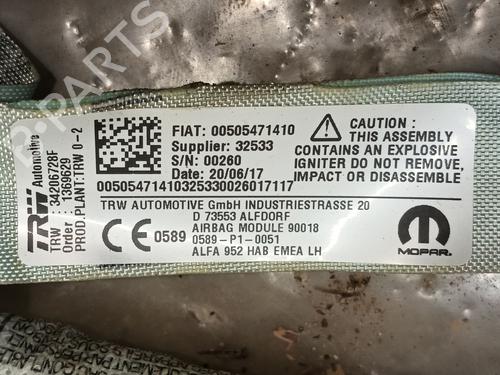 TRW Automotive
TRW : 34206728F
Order : 1369629
PROD.PLANT:TRW 0-2
FIAT: 00505471410
Supplier: 32533
S/N: 00260
Date: 20/06/17
00505471410325330026017117
CAUTION :
THIS ASSEMBLY
CONTAINS AN EXPLOSIVE
IGNITER DO NOT REMOVE,
IMPACT OR DISASSEMBLE
TRW AUTOMOTIVE GmbH INDUSTRIESTRASSE 20
D 73553 ALFDORF
CE 0589
AIRBAG MODULE 90018
0589-P1-0051
ALFA 952 HAB EMEA LH
MOPAR